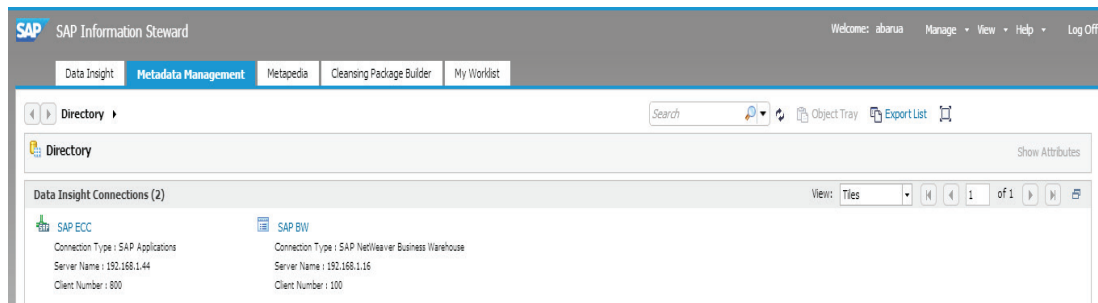 SAP SAP Information Steward Welcome: abarua Manage View Help Log Off
Data Insight Metadata Management Metapedia Cleansing Package Builder My Worklist
Directory Search Object Tray Export List
Directory Show Attributes
Data Insight Connections (2) View: Tiles 1 of 1
SAP ECC SAP BW
Connection Type : SAP Applications Connection Type : SAP NetWeaver Business Warehouse
Server Name : 192.168.1.44 Server Name : 192.168.1.16
Client Number : 800 Client Number : 100